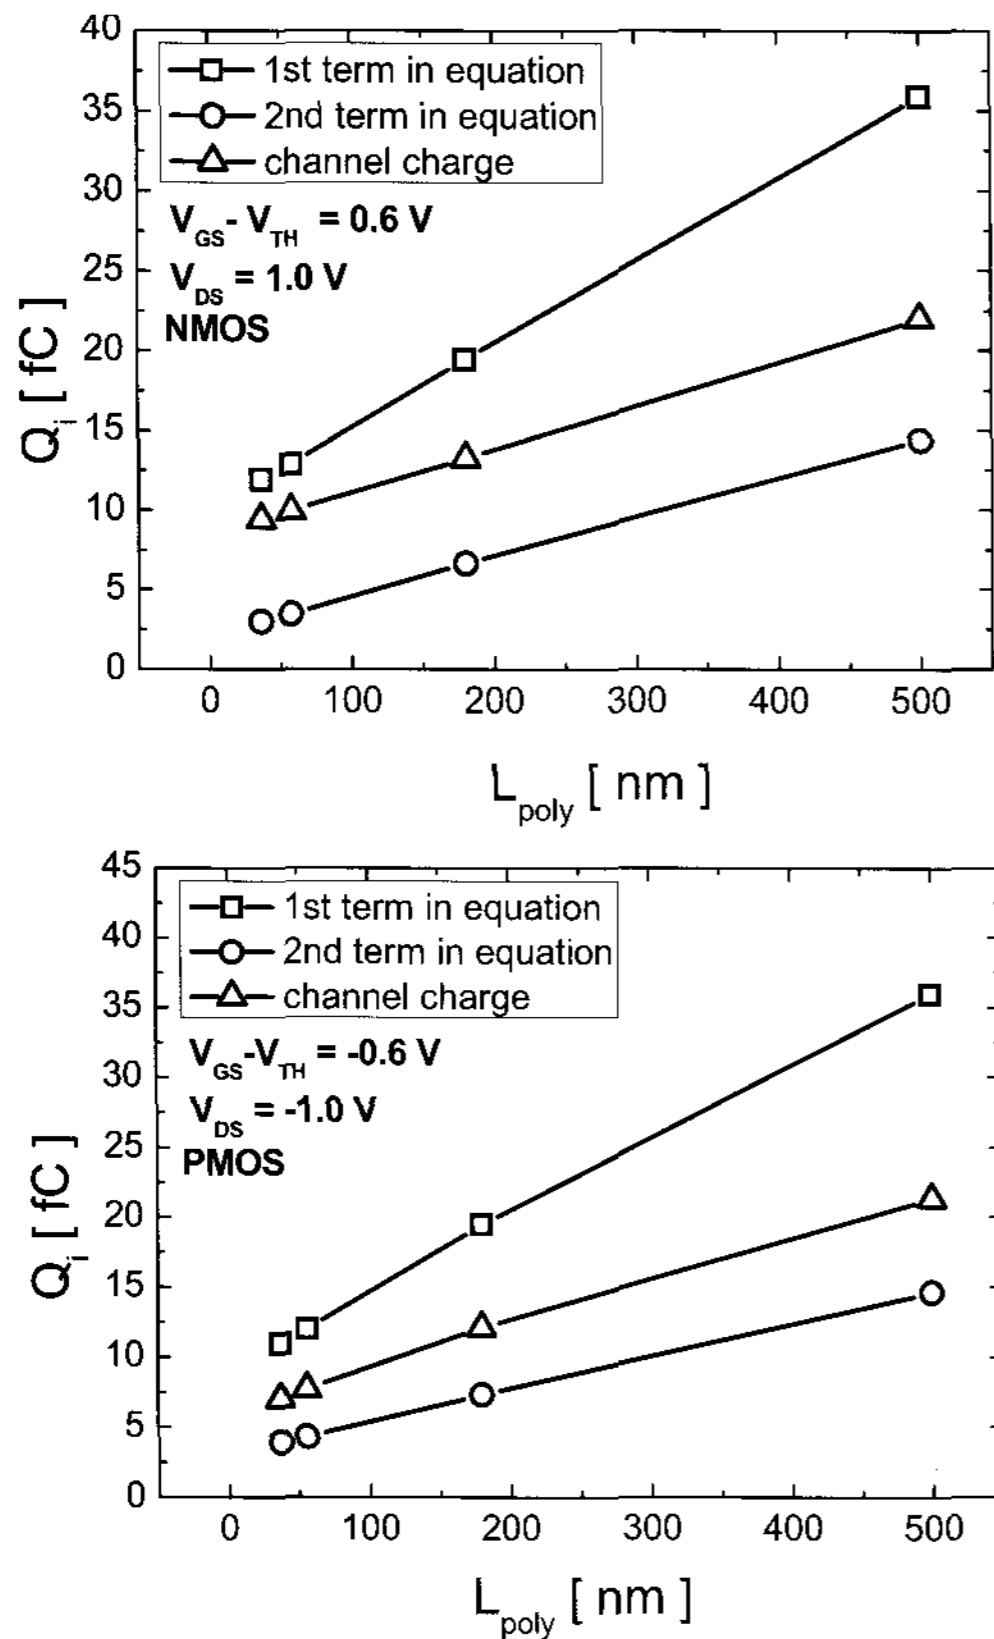 40
35
30
25
20
15
10
5
0
1st term in equation
2nd term in equation
channel charge
V_GS- V_TH = 0.6 V
V_DS = 1.0 V
NMOS
Q_i [ fC ]
0 100 200 300 400 500
L_poly [ nm ]
45
40
35
30
25
20
15
10
5
0
1st term in equation
2nd term in equation
channel charge
V_GS-V_TH = -0.6 V
V_DS = -1.0 V
PMOS
Q_i [ fC ]
0 100 200 300 400 500
L_poly [ nm ]